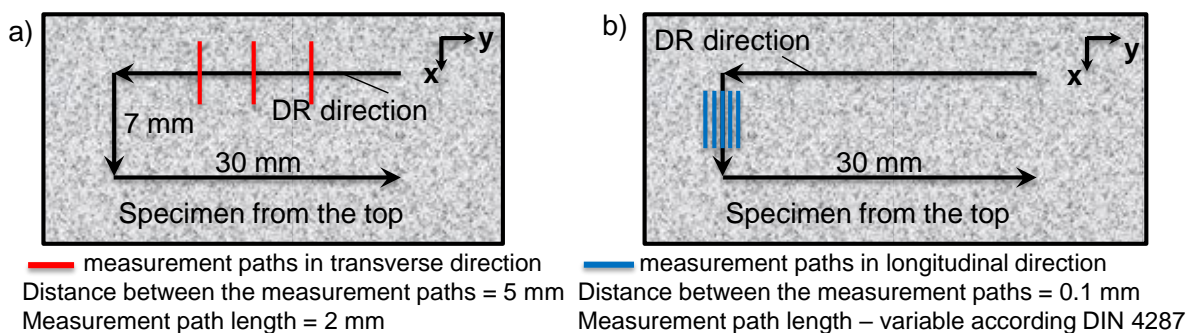 a)
y
x
DR direction
7 mm
30 mm
Specimen from the top
measurement paths in transverse direction
Distance between the measurement paths = 5 mm
Measurement path length = 2 mm
b)
DR direction
y
x
30 mm
Specimen from the top
measurement paths in longitudinal direction
Distance between the measurement paths = 0.1 mm
Measurement path length – variable according DIN 4287